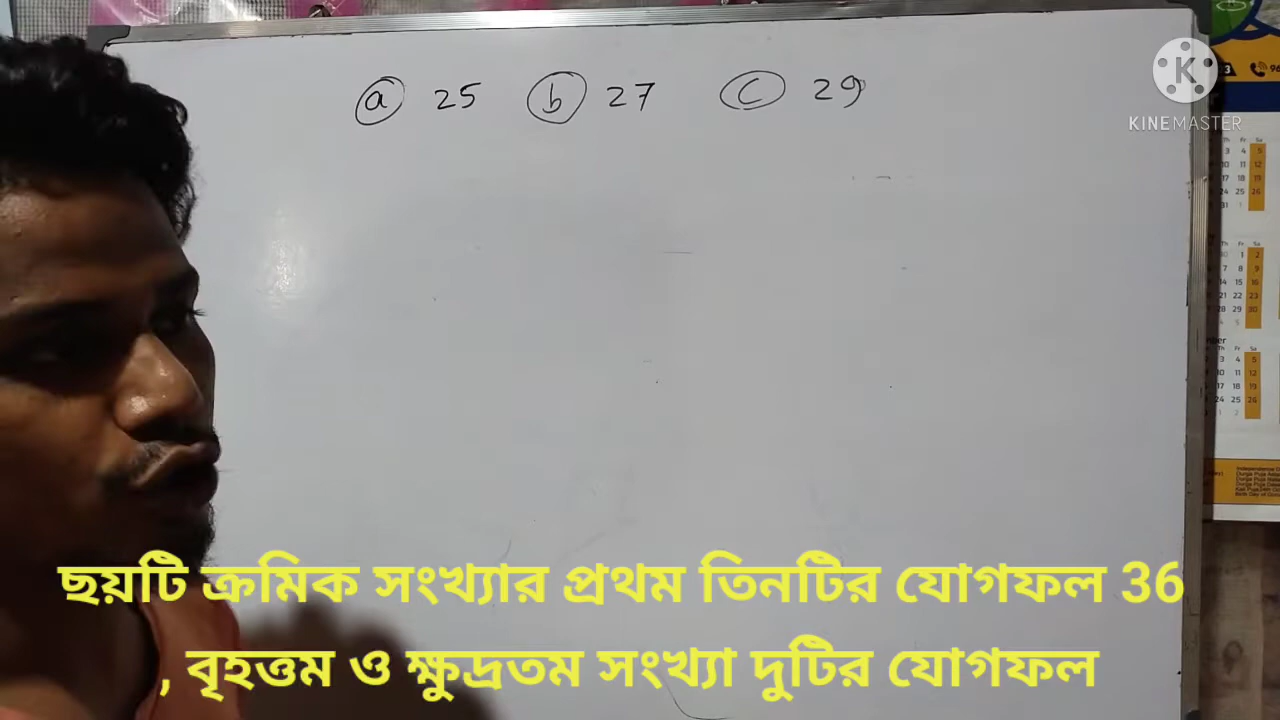 ⓐ 25 ⓑ 27 ⓒ 29
KINEMASTER
ছয়টি ক্রমিক সংখ্যার প্রথম তিনটির যোগফল 36
, বৃহত্তম ও ক্ষুদ্রতম সংখ্যা দুটির যোগফল